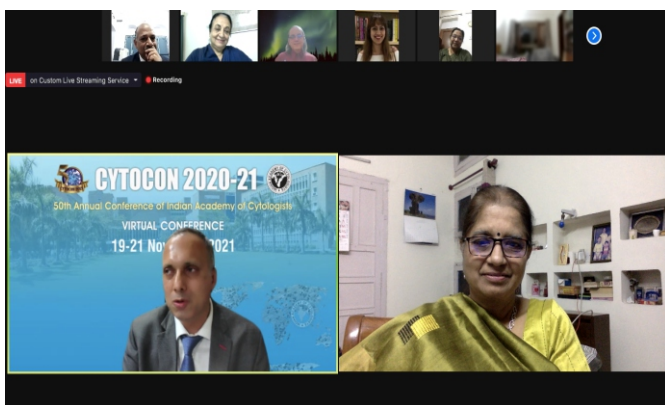 LIVE on Custom Live Streaming Service Recording
CYTOCON 2020-21
50th Annual Conference of Indian Academy of Cytologists
VIRTUAL CONFERENCE
19-21 Nov 2021